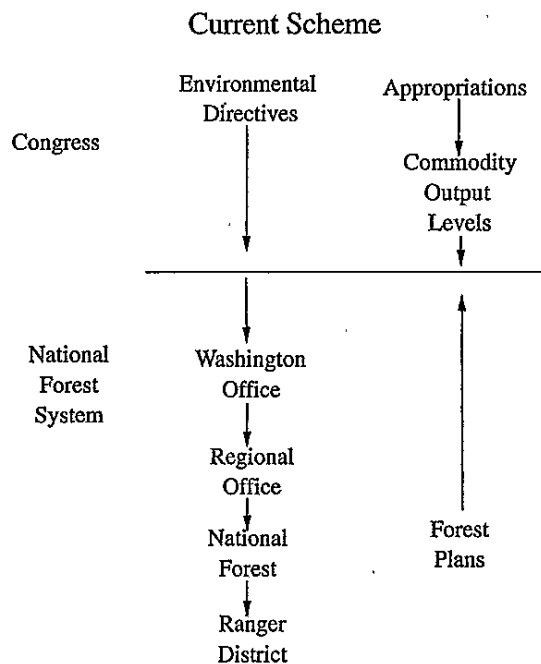 Current Scheme
Environmental
Directives
Appropriations
Congress
Commodity
Output
Levels
National
Forest
System
Washington
Office
Regional
Office
National
Forest
Ranger
District
Forest
Plans